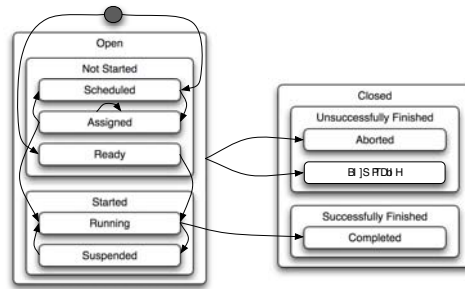 Open
Not Started
Scheduled
Assigned
Ready
Started
Running
Suspended
Closed
Unsuccessfully Finished
Aborted
Successfully Finished
Completed